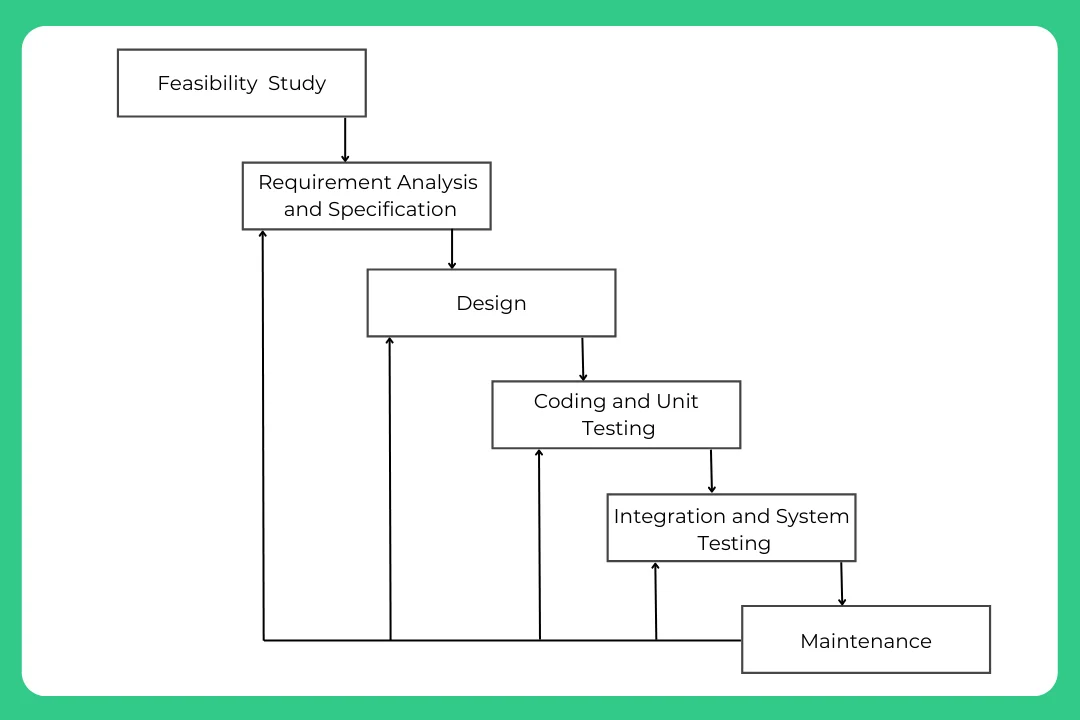 Feasibility Study
Requirement Analysis
and Specification
Design
Coding and Unit
Testing
Integration and System
Testing
Maintenance